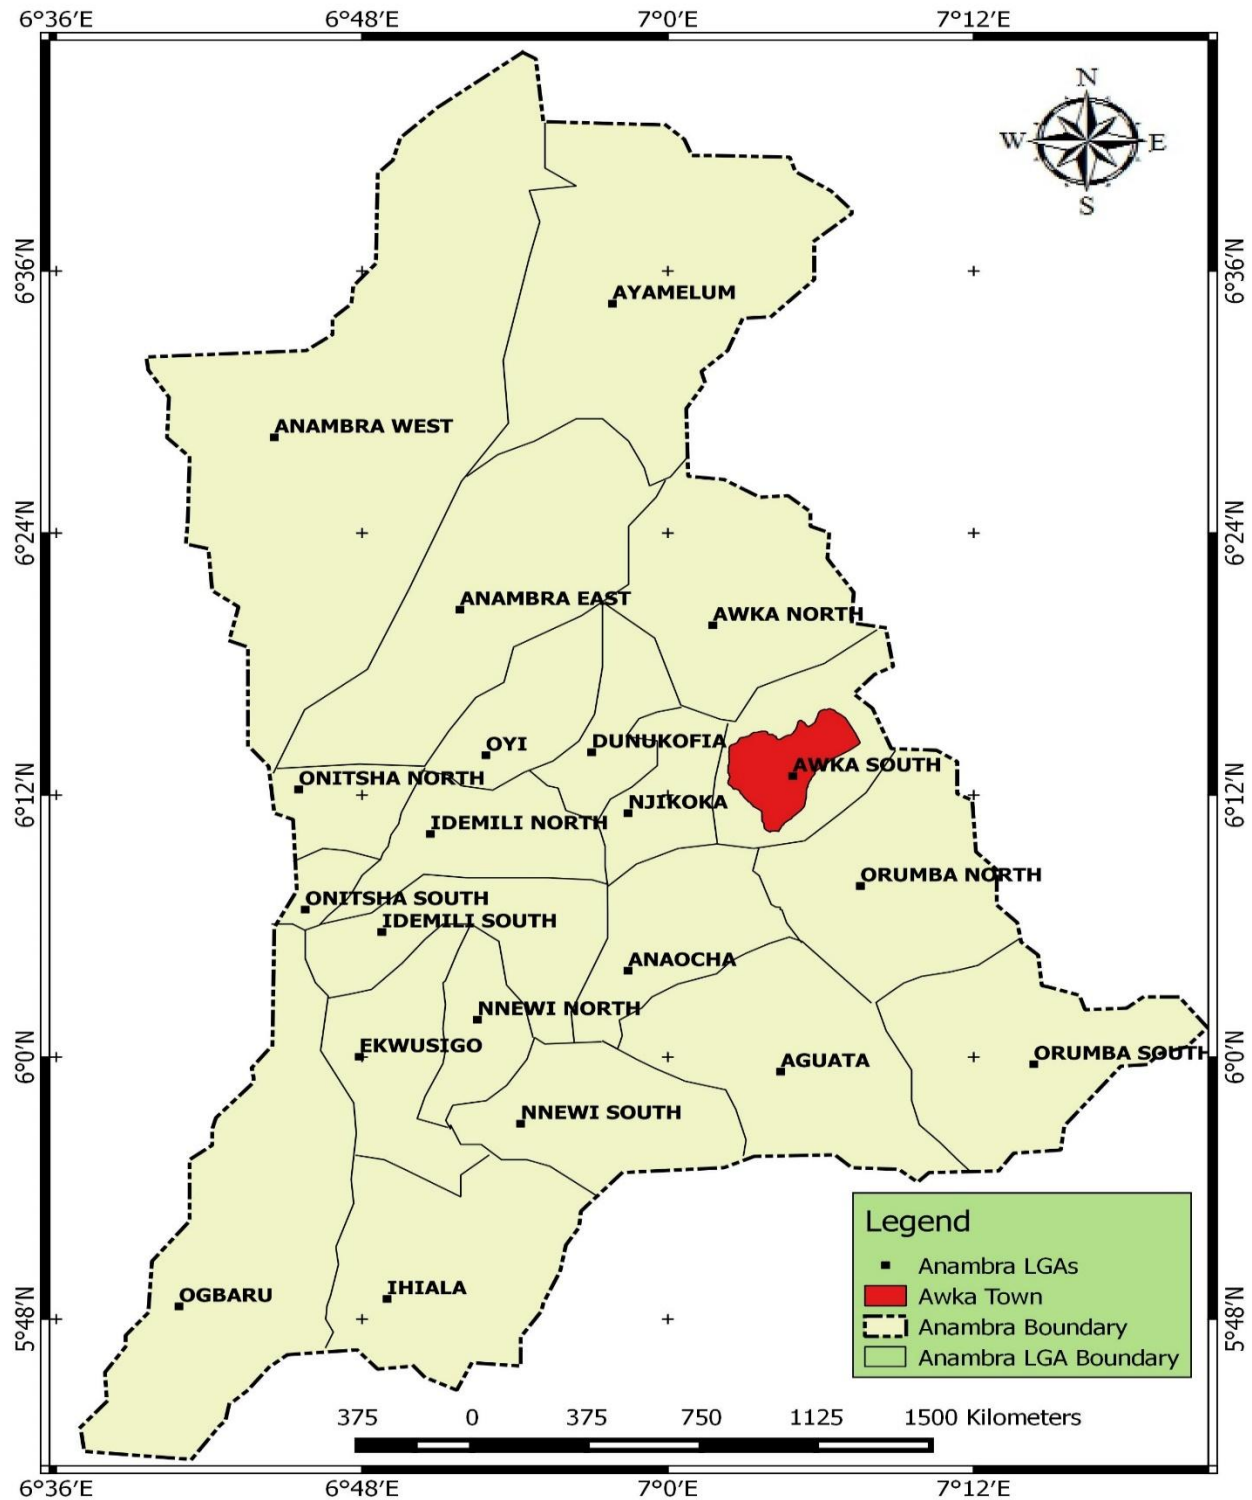 6°36′E 6°48′E 7°0′E 7°12′E
N
W E
S
6°36′N 6°36′N
AYAMELUM
ANAMBRA WEST
6°24′N 6°24′N
ANAMBRA EAST
AWKA NORTH
OYI
DUNUKOFIA
AWKA SOUTH
ONITSHA NORTH
6°12′N 6°12′N
NJIKOKA
IDEMILI NORTH
ORUMBA NORTH
ONITSHA SOUTH
IDEMILI SOUTH
ANAOCHA
NNEWI NORTH
EKWUSIGO
6°0′N 6°0′N
ORUMBA SOUTH
AGUATA
NNEWI SOUTH
Legend
Anambra LGAs
Awka Town
Anambra Boundary
Anambra LGA Boundary
OGBARU
IHIALA
5°48′N 5°48′N
375 0 375 750 1125 1500 Kilometers
6°36′E 6°48′E 7°0′E 7°12′E